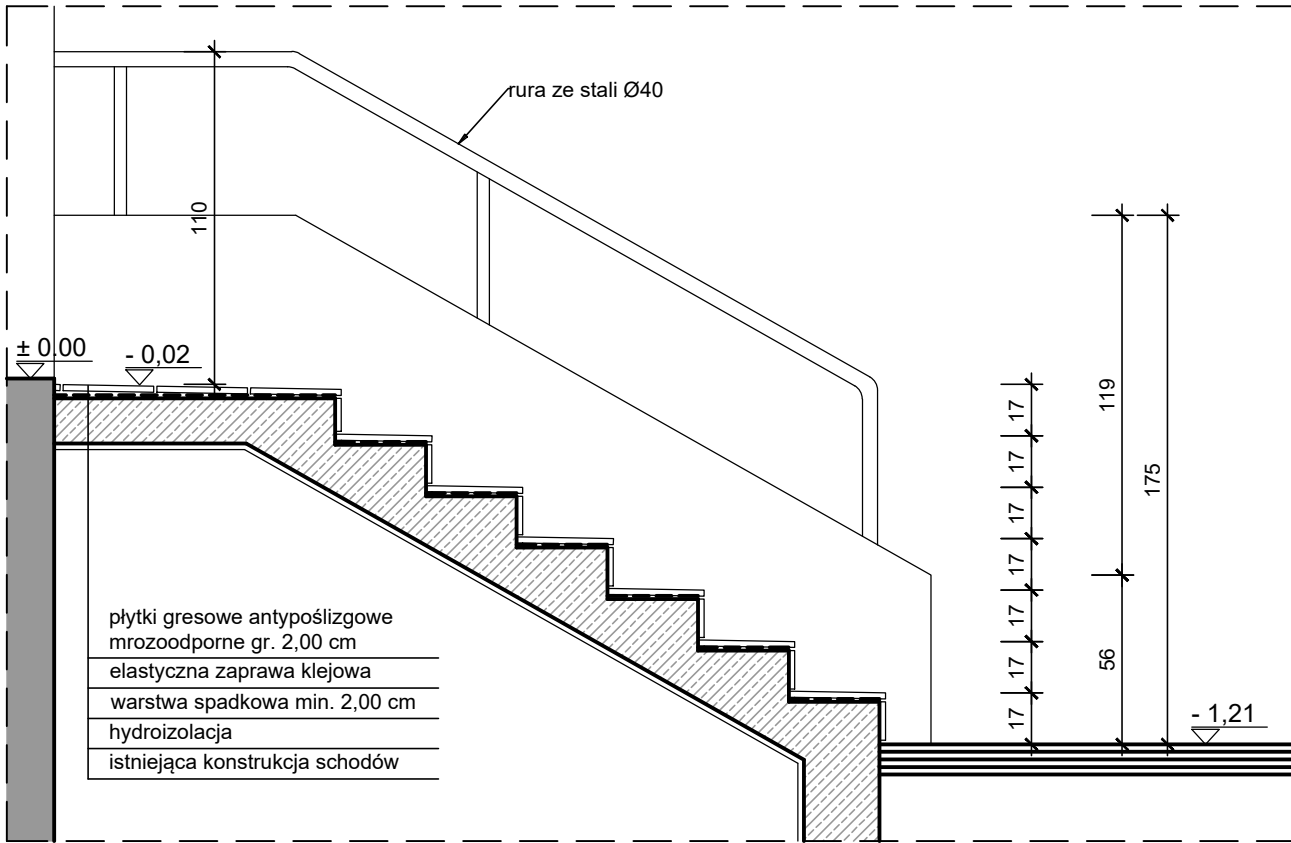 rura ze stali Ø40
110
± 0.00
- 0,02
119
175
17
17
17
17
17
17
17
56
- 1,21
płytki gresowe antypoślizgowe
mrozoodporne gr. 2,00 cm
elastyczna zaprawa klejowa
warstwa spadkowa min. 2,00 cm
hydroizolacja
istniejąca konstrukcja schodów